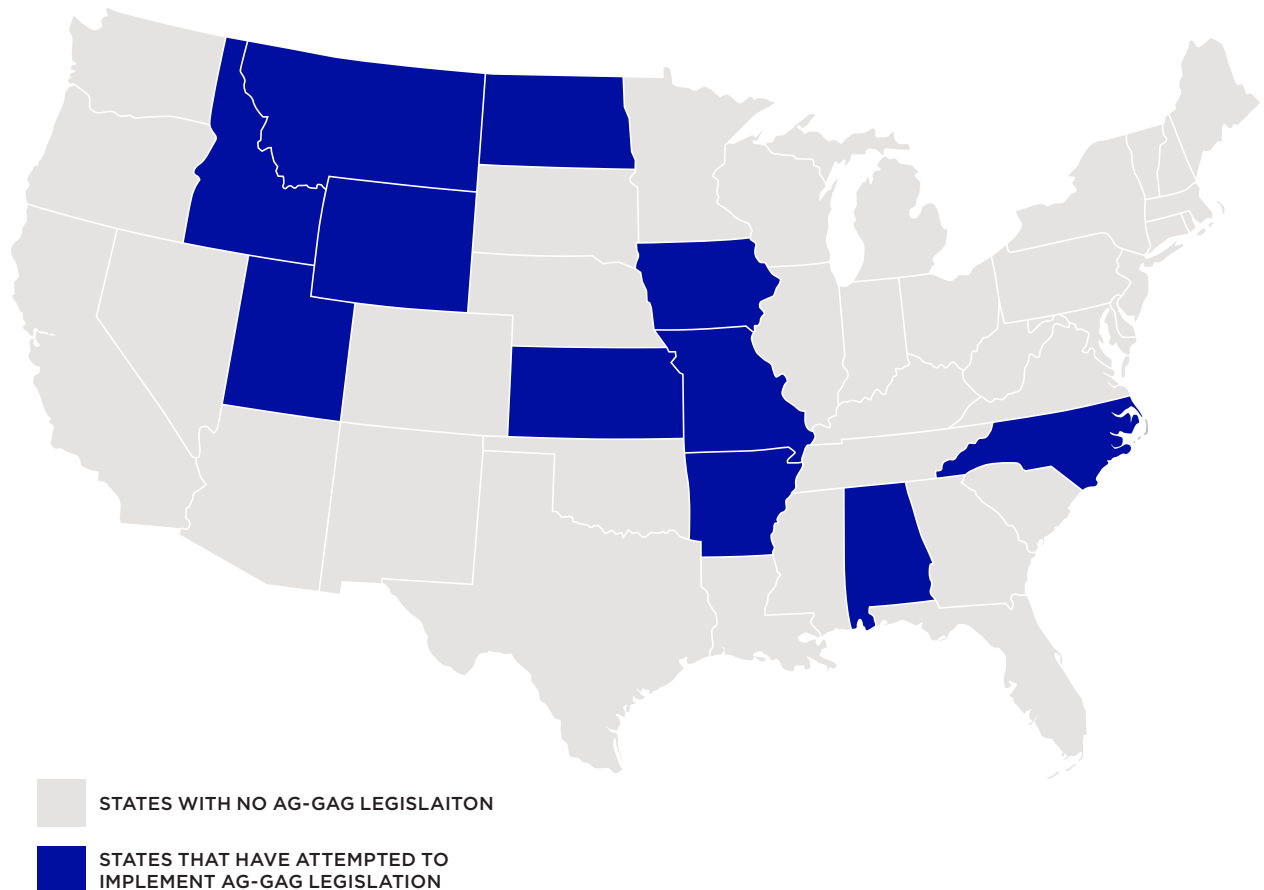 STATES WITH NO AG-GAG LEGISLAITON
STATES THAT HAVE ATTEMPTED TO
IMPLEMENT AG-GAG LEGISLATION